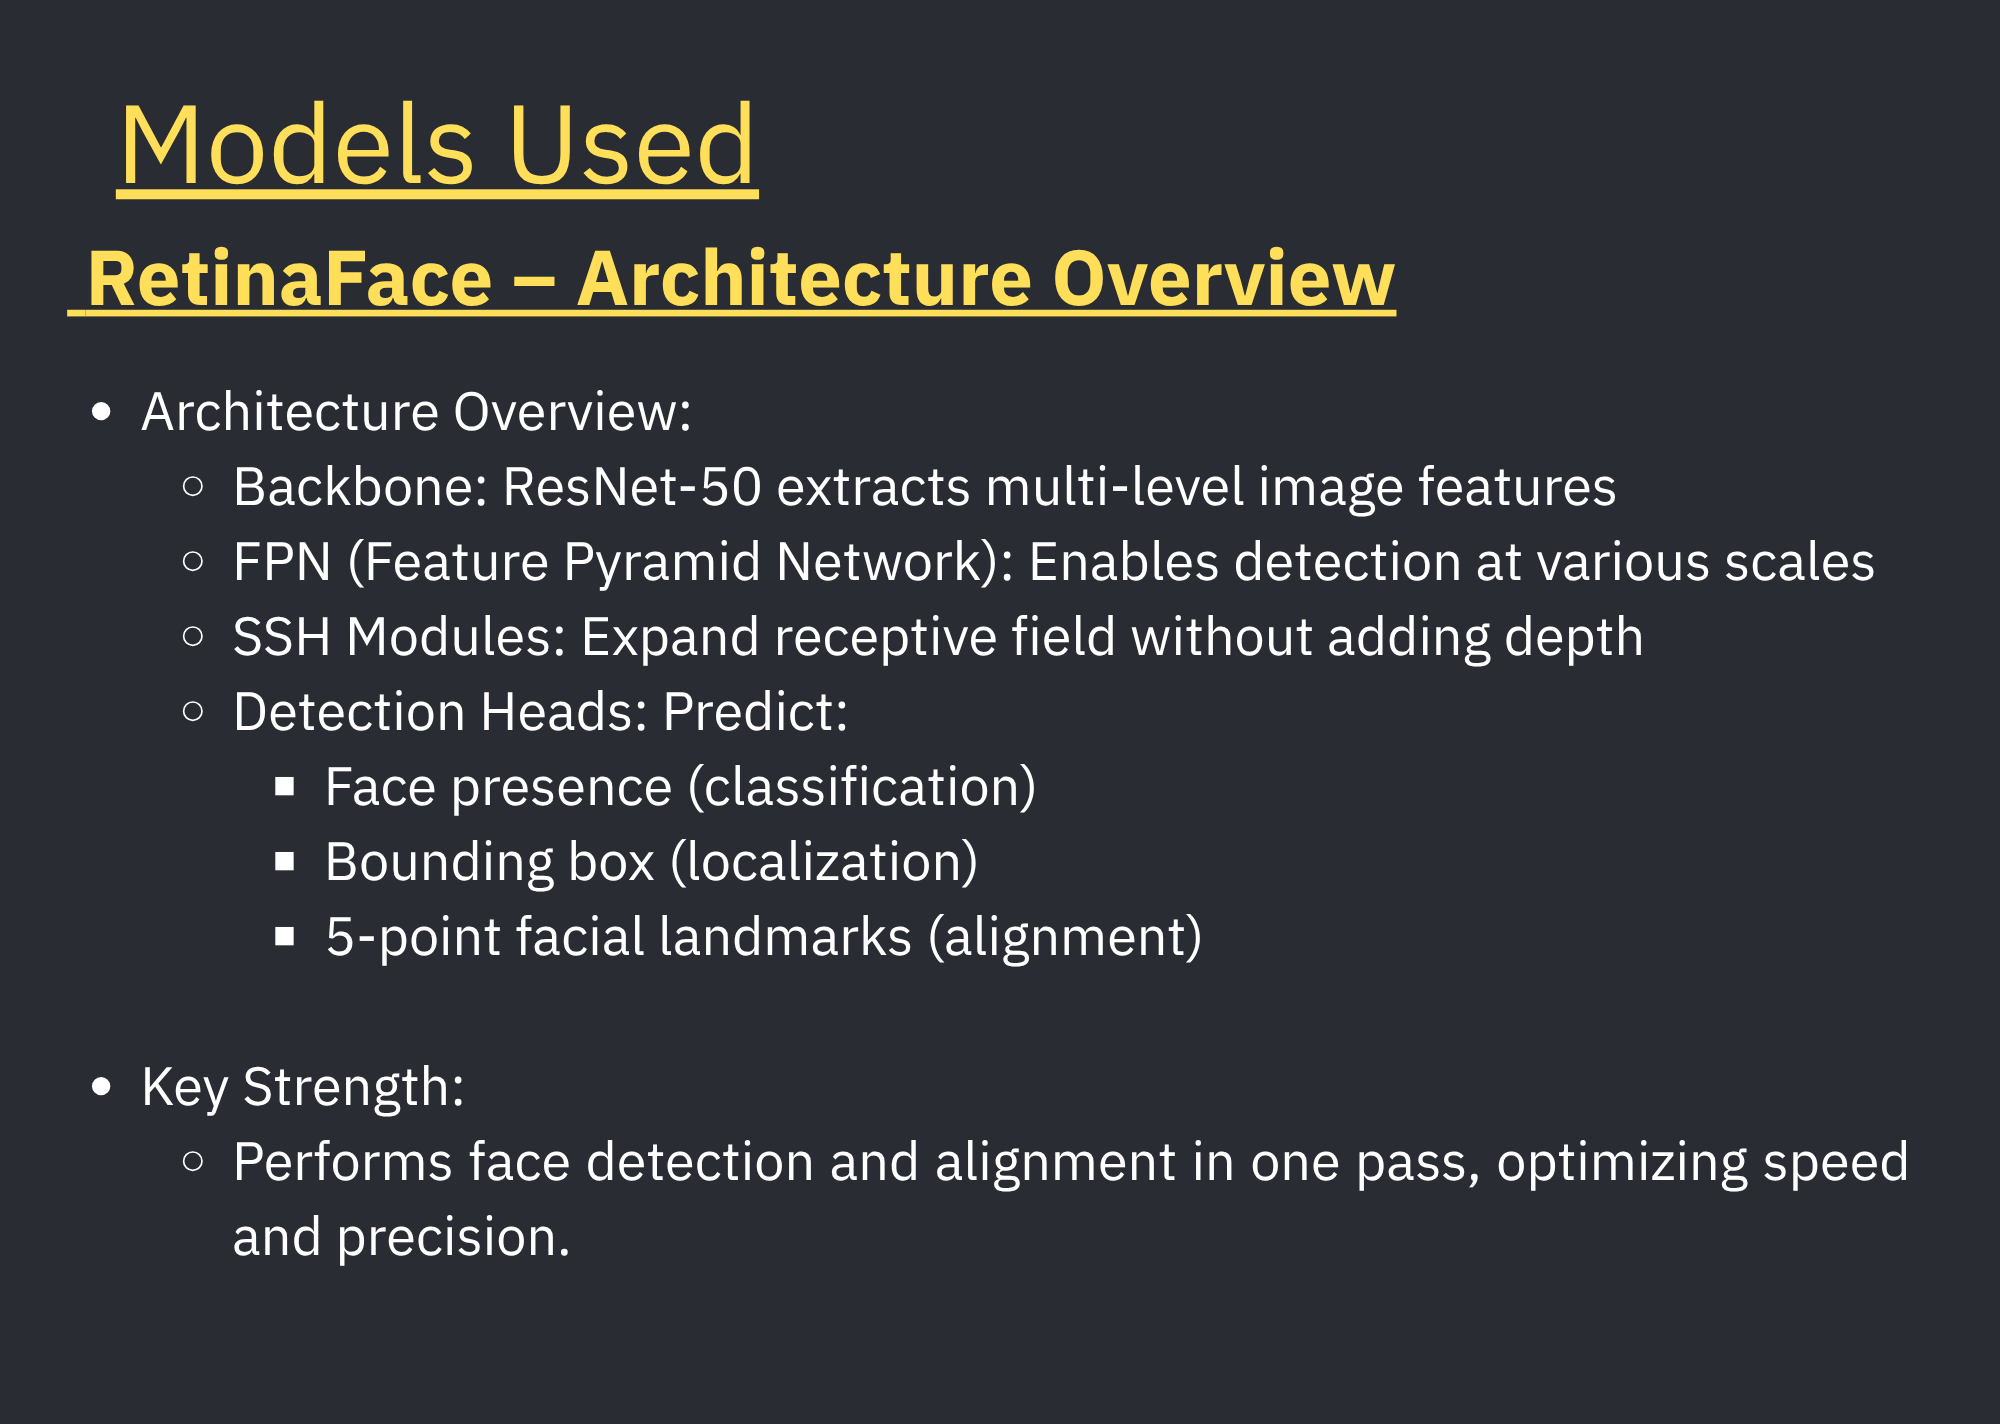 Models Used
RetinaFace – Architecture Overview
• Architecture Overview:
○ Backbone: ResNet-50 extracts multi-level image features
○ FPN (Feature Pyramid Network): Enables detection at various scales
○ SSH Modules: Expand receptive field without adding depth
○ Detection Heads: Predict:
▪ Face presence (classification)
▪ Bounding box (localization)
▪ 5-point facial landmarks (alignment)
• Key Strength:
○ Performs face detection and alignment in one pass, optimizing speed
and precision.